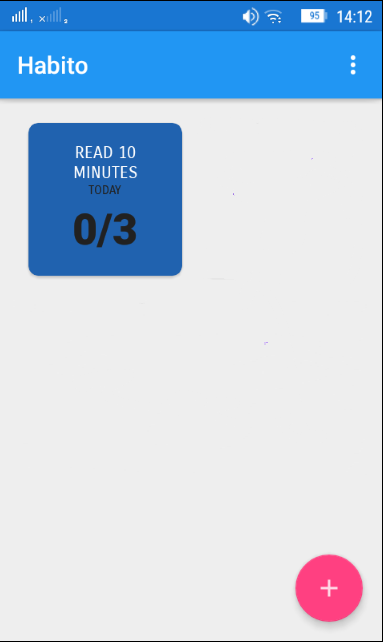 95 14:12
Habito
READ 10
MINUTES
TODAY
0/3
+